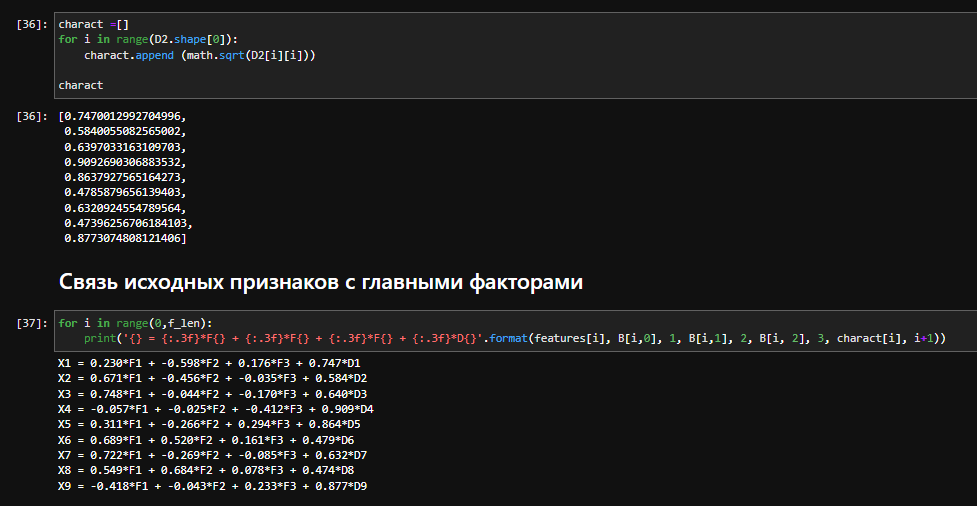 [36]: charact =[]
for i in range(D2.shape[0]):
    charact.append (math.sqrt(D2[i][i]))
charact
[36]: [0.7470012992704996,
0.5840055082565002,
0.6397033163109703,
0.9092690306883532,
0.8637927565164273,
0.4785879656139403,
0.6320924554789564,
0.47396256706184103,
0.8773074808121406]
Связь исходных признаков с главными факторами
[37]: for i in range(0,f_len):
    print('{} = {:.3f}*F{} + {:.3f}*F{} + {:.3f}*F{} + {:.3f}*D{}'.format(features[i], B[i,0], 1, B[i,1], 2, B[i, 2], 3, charact[i], i+1))
X1 = 0.230*F1 + -0.598*F2 + 0.176*F3 + 0.747*D1
X2 = 0.671*F1 + -0.456*F2 + -0.035*F3 + 0.584*D2
X3 = 0.748*F1 + -0.044*F2 + -0.170*F3 + 0.640*D3
X4 = -0.057*F1 + -0.025*F2 + -0.412*F3 + 0.909*D4
X5 = 0.311*F1 + -0.266*F2 + 0.294*F3 + 0.864*D5
X6 = 0.689*F1 + 0.520*F2 + 0.161*F3 + 0.479*D6
X7 = 0.722*F1 + -0.269*F2 + -0.085*F3 + 0.632*D7
X8 = 0.549*F1 + 0.684*F2 + 0.078*F3 + 0.474*D8
X9 = -0.418*F1 + -0.043*F2 + 0.233*F3 + 0.877*D9